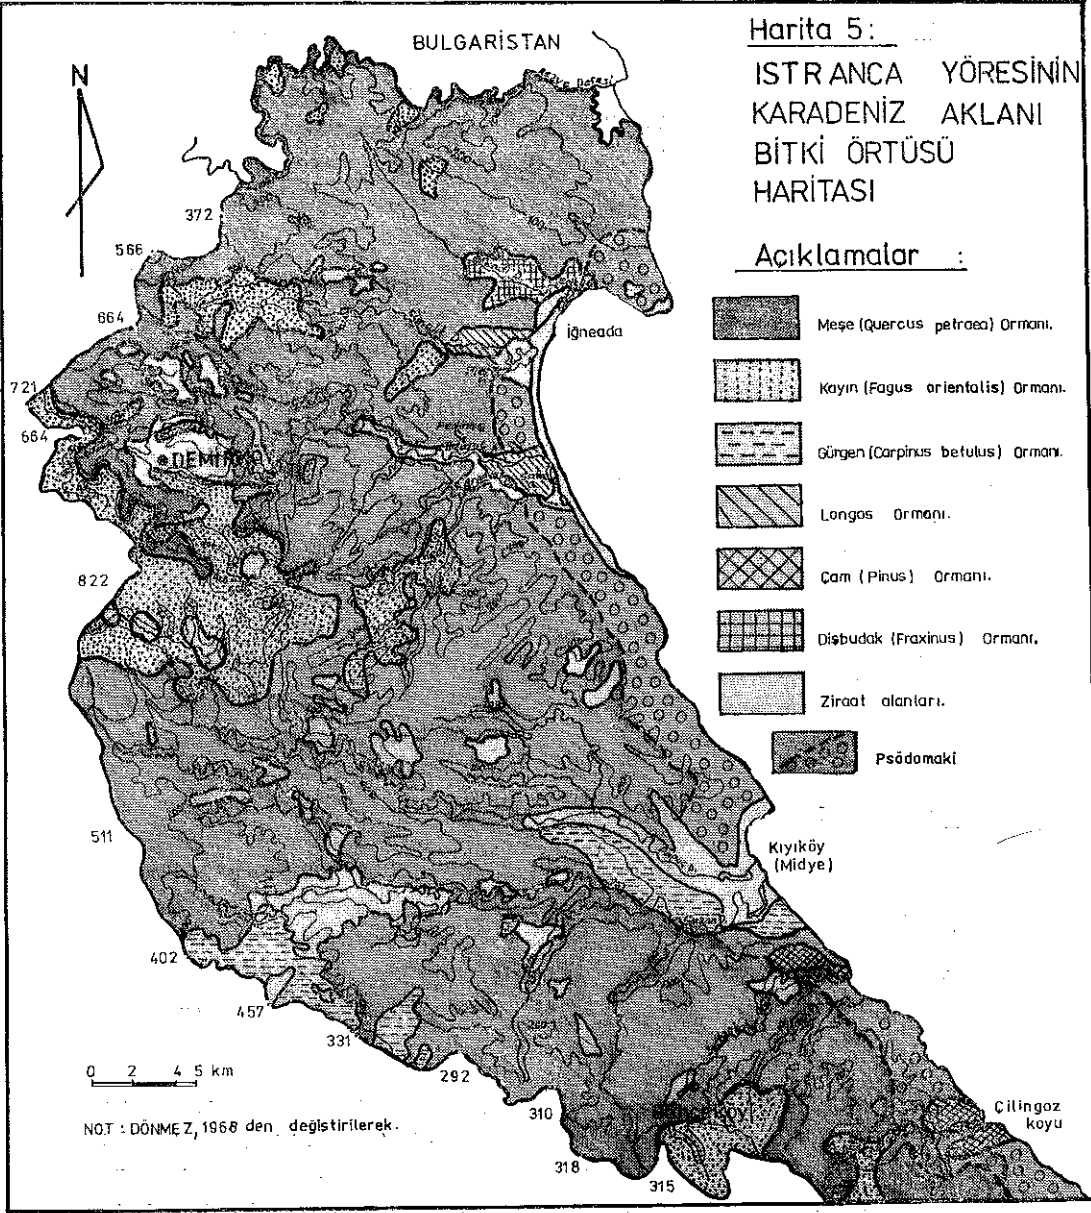 BULGARİSTAN
Harita 5:
ISTRANCA YÖRESİNİN
KARADENİZ AKLANI
BİTKİ ÖRTÜSÜ
HARİTASI
Açıklamalar :
Meşe (Quercus petraea) Ormanı.
Kayın (Fagus orientalis) Ormanı.
Gürgen (Carpinus betulus) Ormanı.
Longos Ormanı.
Çam (Pinus) Ormanı.
Dişbudak (Fraxinus) Ormanı.
Ziraat alanları.
Psödomaki
N
372
566
664
721
664
822
511
402
457
331
292
310
318
315
İğneada
DEMİRKÖY
Kıyıköy
(Midye)
Çilingoz
koyu
0 2 4 5 km
NOT : DÖNMEZ, 1968 den değiştirilerek.